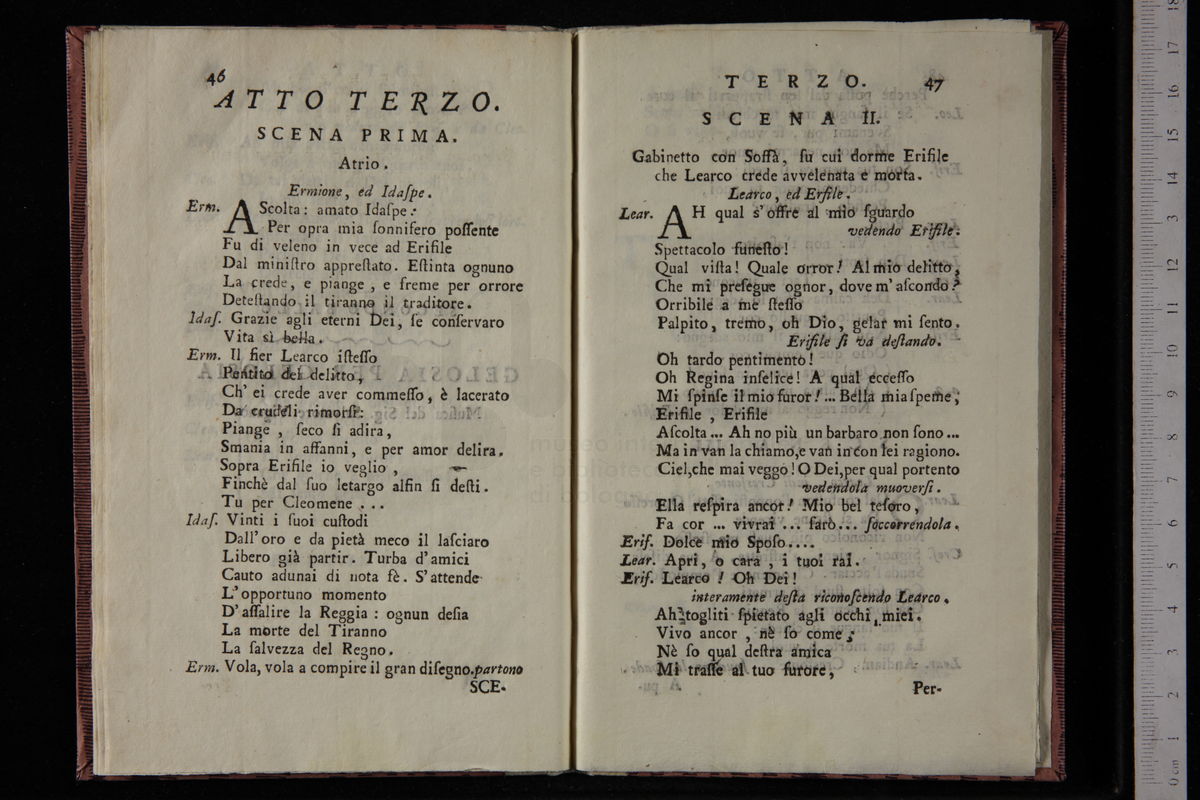 46
ATTO TERZO.
SCENA PRIMA.
Atrio.
Ermione, ed Idaſpe.
Erm. AScolta: amato Idaſpe:
Per opra mia ſonnifero poſſente
Fu di veleno in vece ad Erifile
Dal miniſtro appreſtato. Eſtinta ognuno
La crede, e piange, e freme per orrore
Deteſtando il tiranno il traditore.
Idaſ. Grazie agli eterni Dei, ſe conſervaro
Vita sì bella.
Erm. Il fier Learco iſteſſo
Pentito del delitto,
Ch' ei crede aver commeſſo, è lacerato
Da crudeli rimorſi:
Piange, ſeco ſi adira,
Smania in affanni, e per amor delira.
Sopra Erifile io veglio,
Finchè dal ſuo letargo alfin ſi deſti.
Tu per Cleomene ...
Idaſ. Vinti i ſuoi cuſtodi
Dall'oro e da pietà meco il laſciaro
Libero già partir. Turba d'amici
Cauto adunai di nota fè. S'attende
L'opportuno momento
D'aſſalire la Reggia: ognun deſia
La morte del Tiranno
La ſalvezza del Regno.
Erm. Vola, vola a compire il gran diſegno. partono
SCE-
TERZO. 47
SCENA II.
Gabinetto con Soffà, ſu cui dorme Erifile
che Learco crede avvelenata e morta.
Learco, ed Erfile.
Lear. AH qual s'offre al mio ſguardo
vedendo Erifile.
Spettacolo funeſto!
Qual viſta! Quale orror! Al mio delitto,
Che mi preſegue ognor, dove m'aſcondo?
Orribile a me ſteſſo
Palpito, tremo, oh Dio, gelar mi ſento.
Erifile ſi va deſtando.
Oh tardo pentimento!
Oh Regina infelice! A qual ecceſſo
Mi ſpinſe il mio furor!... Bella mia ſpeme,
Erifile, Erifile
Aſcolta... Ah no più un barbaro non ſono...
Ma in van la chiamo, e van in con lei ragiono.
Ciel, che mai veggo! O Dei, per qual portento
vedendola muoverſi.
Ella reſpira ancor! Mio bel teſoro,
Fa cor ... vivrai ... farò... ſoccorrendola.
Erif. Dolce mio Spoſo....
Lear. Apri, o cara, i tuoi rai.
Erif. Learco! Oh Dei!
interamente deſta riconoſcendo Learco.
Ah togliti ſpietato agli occhi miei.
Vivo ancor, nè ſo come;
Nè ſo qual deſtra amica
Mi traſſe al tuo furore,
Per-